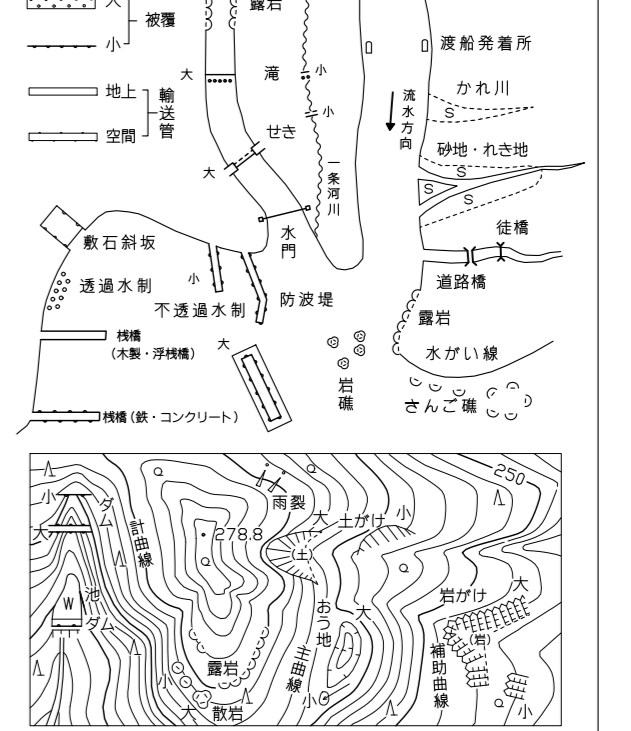 大
被覆
小
露岩
地上
輸送管
空間
大
滝
小
小
せき
大
一条河川
流水方向
渡船発着所
かれ川
S
砂地・れき地
S
S
S
徒橋
道路橋
露岩
水がい線
さんご礁
岩礁
水門
防波堤
小
不透過水制
大
敷石斜坂
透過水制
桟橋
(木製・浮桟橋)
桟橋(鉄・コンクリート)
小
ダム
大
W
池
ダム
計曲線
Q
278.8
Q
雨裂
Q
大
土がけ
小
(土)
250
Q
おう地
大
岩がけ
大
(岩)
主曲線
補助曲線
露岩
小
大
散岩
小
Q
小